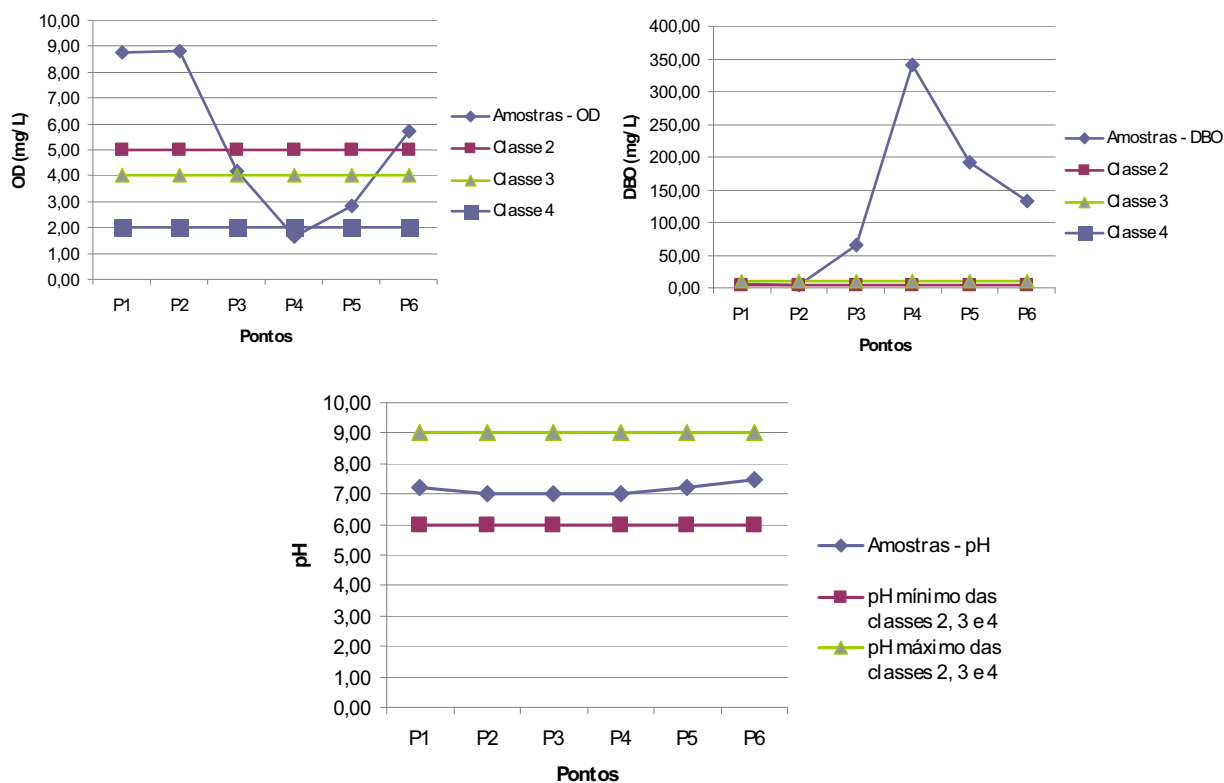 10,00
9,00
8,00
7,00
6,00
5,00
4,00
3,00
2,00
1,00
0,00
OD (mg/ L)
P1 P2 P3 P4 P5 P6
Pontos
Amostras - OD
Classe 2
Classe 3
Classe 4
400,00
350,00
300,00
250,00
200,00
150,00
100,00
50,00
0,00
DBO (mg/ L)
P1 P2 P3 P4 P5 P6
Pontos
Amostras - DBO
Classe 2
Classe 3
Classe 4
10,00
9,00
8,00
7,00
6,00
5,00
4,00
3,00
2,00
1,00
0,00
pH
P1 P2 P3 P4 P5 P6
Pontos
Amostras - pH
pH mínimo das
classes 2, 3 e 4
pH máximo das
classes 2, 3 e 4